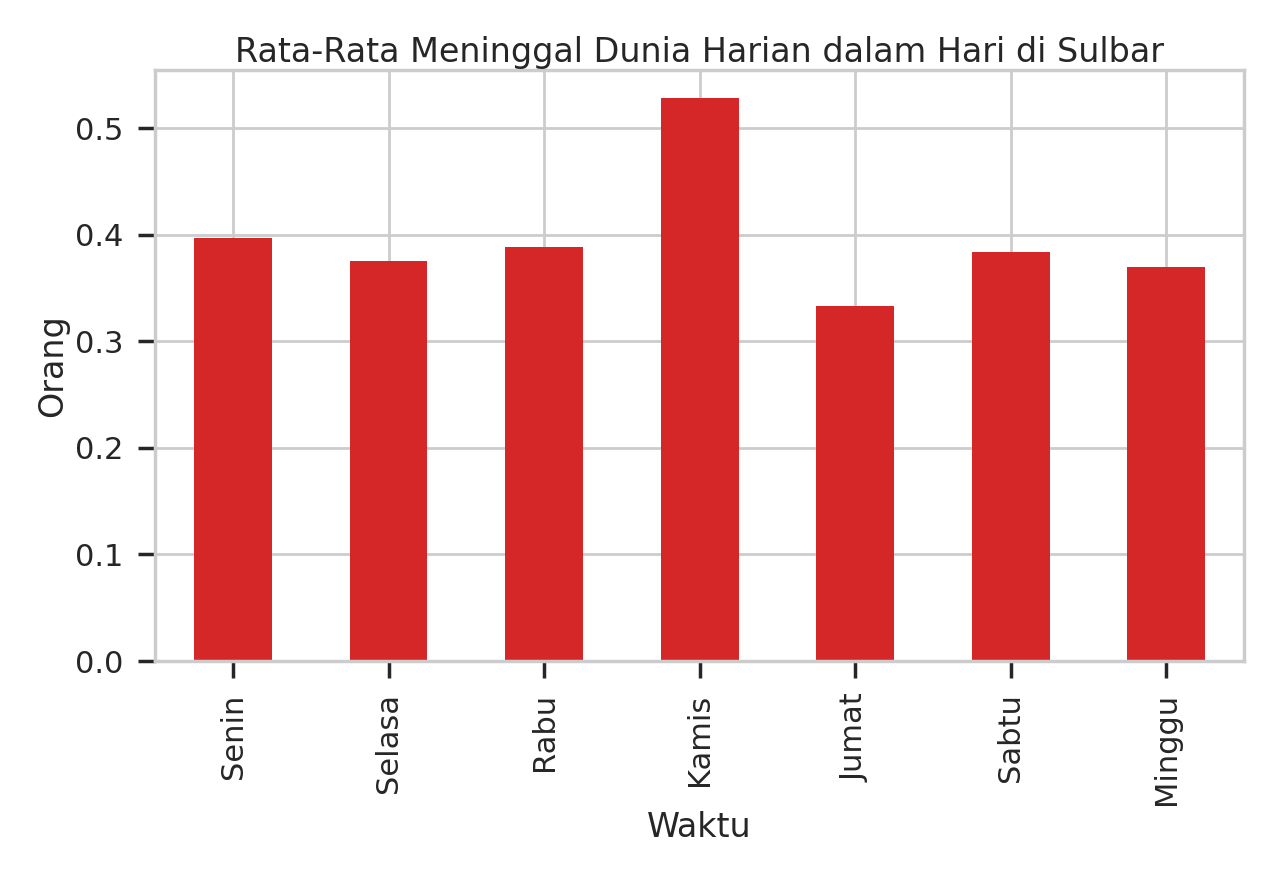 Rata-Rata Meninggal Dunia Harian dalam Hari di Sulbar
0.5
0.4
0.3
0.2
0.1
0.0
Orang
Senin
Selasa
Rabu
Kamis
Jumat
Sabtu
Minggu
Waktu